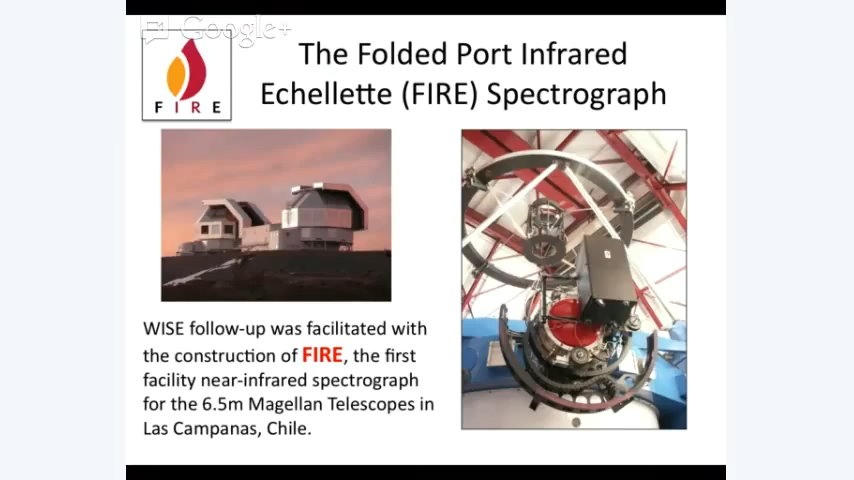 Google+
The Folded Port Infrared
Echellette (FIRE) Spectrograph
FIRE
WISE follow-up was facilitated with
the construction of FIRE, the first
facility near-infrared spectrograph
for the 6.5m Magellan Telescopes in
Las Campanas, Chile.